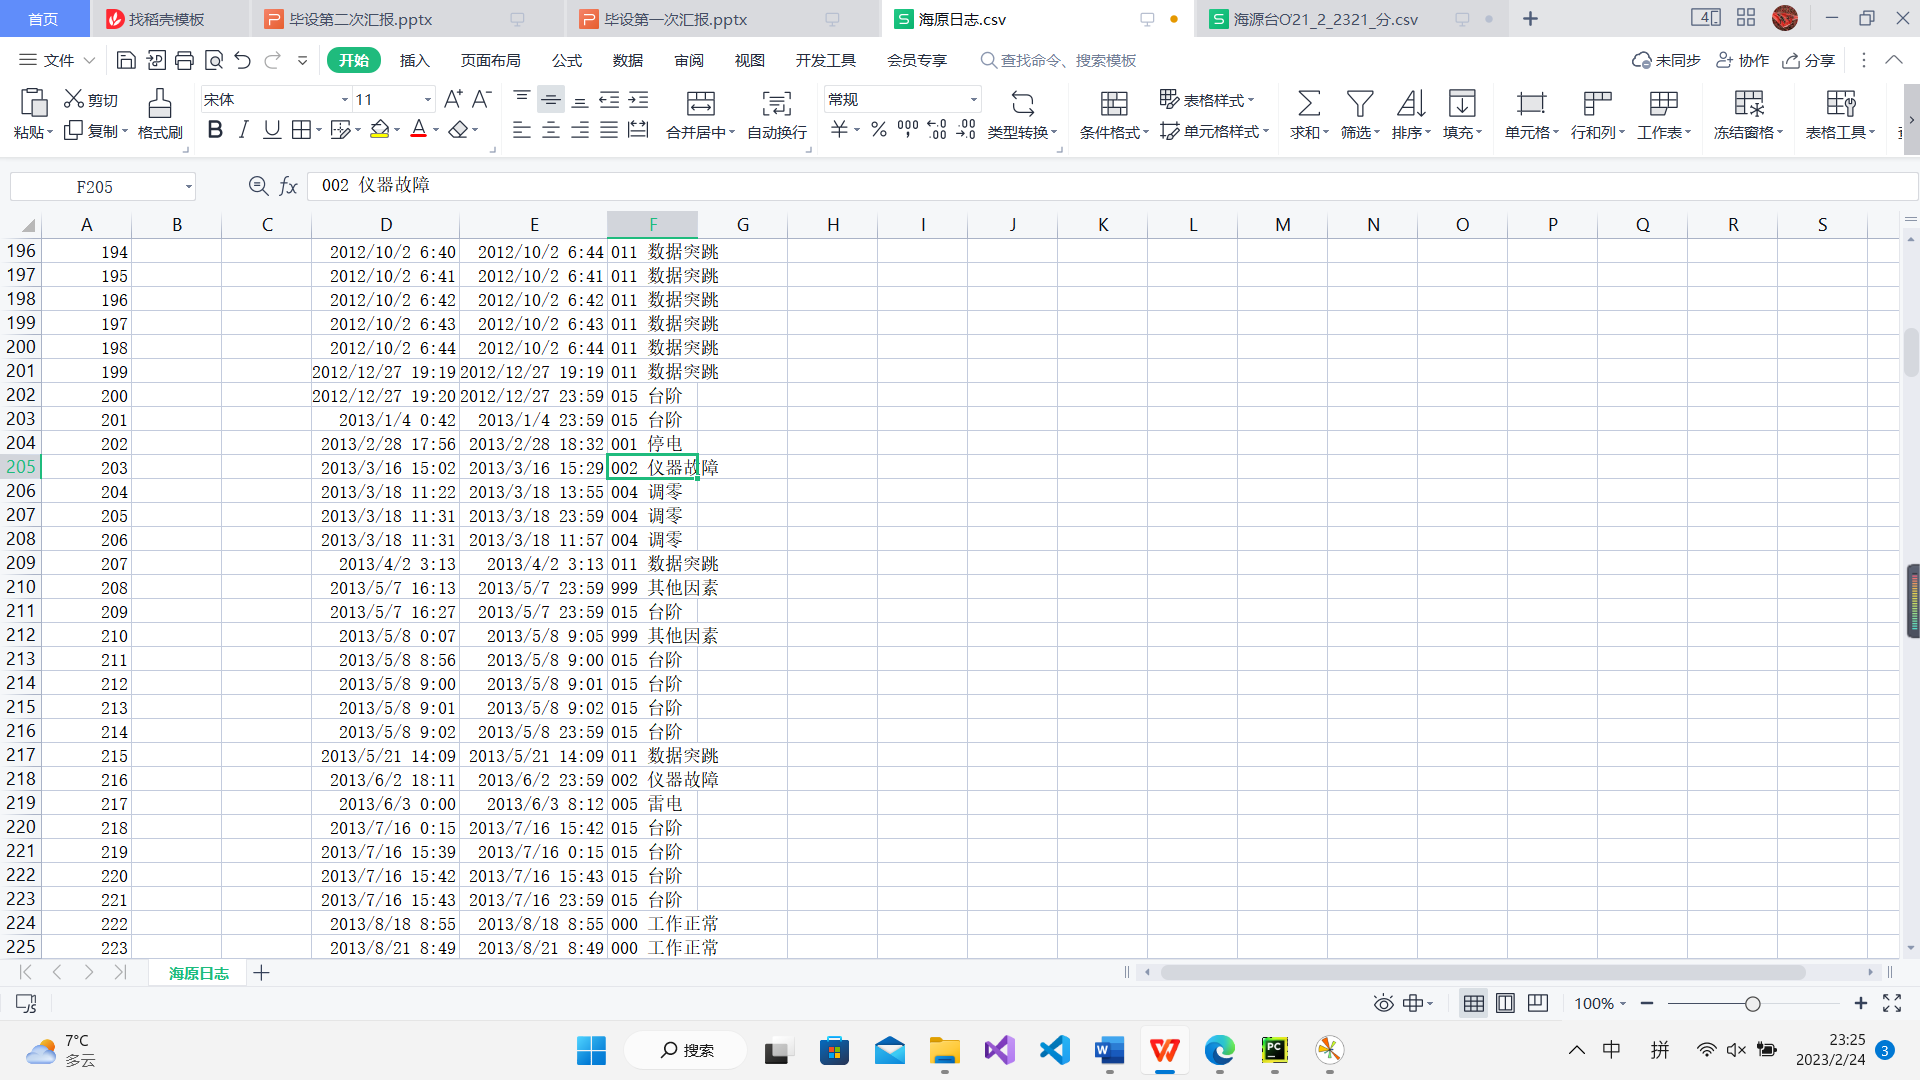 首页 找稻壳模板 毕设第二次汇报.pptx 毕设第一次汇报.pptx 海原日志.csv 海源台Ơ21_2_2321_分.csv
文件 开始 插入 页面布局 公式 数据 审阅 视图 开发工具 会员专享 查找命令、搜索模板 未同步 协作 分享
剪切 宋体 11 A⁺ A⁻ 常规 表格样式
粘贴 复制 格式刷 B I U A 合并居中 自动换行 ¥ % 类型转换 条件格式 单元格样式 求和 筛选 排序 填充 单元格 行和列 工作表 冻结窗格 表格工具
F205 fx 002 仪器故障
A B C D E F G H I J K L M N O P Q R S
196 194 2012/10/2 6:40 2012/10/2 6:44 011 数据突跳
197 195 2012/10/2 6:41 2012/10/2 6:41 011 数据突跳
198 196 2012/10/2 6:42 2012/10/2 6:42 011 数据突跳
199 197 2012/10/2 6:43 2012/10/2 6:43 011 数据突跳
200 198 2012/10/2 6:44 2012/10/2 6:44 011 数据突跳
201 199 2012/12/27 19:19 2012/12/27 19:19 011 数据突跳
202 200 2012/12/27 19:20 2012/12/27 23:59 015 台阶
203 201 2013/1/4 0:42 2013/1/4 23:59 015 台阶
204 202 2013/2/28 17:56 2013/2/28 18:32 001 停电
205 203 2013/3/16 15:02 2013/3/16 15:29 002 仪器故障
206 204 2013/3/18 11:22 2013/3/18 13:55 004 调零
207 205 2013/3/18 11:31 2013/3/18 23:59 004 调零
208 206 2013/3/18 11:31 2013/3/18 11:57 004 调零
209 207 2013/4/2 3:13 2013/4/2 3:13 011 数据突跳
210 208 2013/5/7 16:13 2013/5/7 23:59 999 其他因素
211 209 2013/5/7 16:27 2013/5/7 23:59 015 台阶
212 210 2013/5/8 0:07 2013/5/8 9:05 999 其他因素
213 211 2013/5/8 8:56 2013/5/8 9:00 015 台阶
214 212 2013/5/8 9:00 2013/5/8 9:01 015 台阶
215 213 2013/5/8 9:01 2013/5/8 9:02 015 台阶
216 214 2013/5/8 9:02 2013/5/8 23:59 015 台阶
217 215 2013/5/21 14:09 2013/5/21 14:09 011 数据突跳
218 216 2013/6/2 18:11 2013/6/2 23:59 002 仪器故障
219 217 2013/6/3 0:00 2013/6/3 8:12 005 雷电
220 218 2013/7/16 0:15 2013/7/16 15:42 015 台阶
221 219 2013/7/16 15:39 2013/7/16 0:15 015 台阶
222 220 2013/7/16 15:42 2013/7/16 15:43 015 台阶
223 221 2013/7/16 15:43 2013/7/16 23:59 015 台阶
224 222 2013/8/18 8:55 2013/8/18 8:55 000 工作正常
225 223 2013/8/21 8:49 2013/8/21 8:49 000 工作正常
海原日志
100%
7°C 23:25
多云 搜索 中 拼 2023/2/24 3